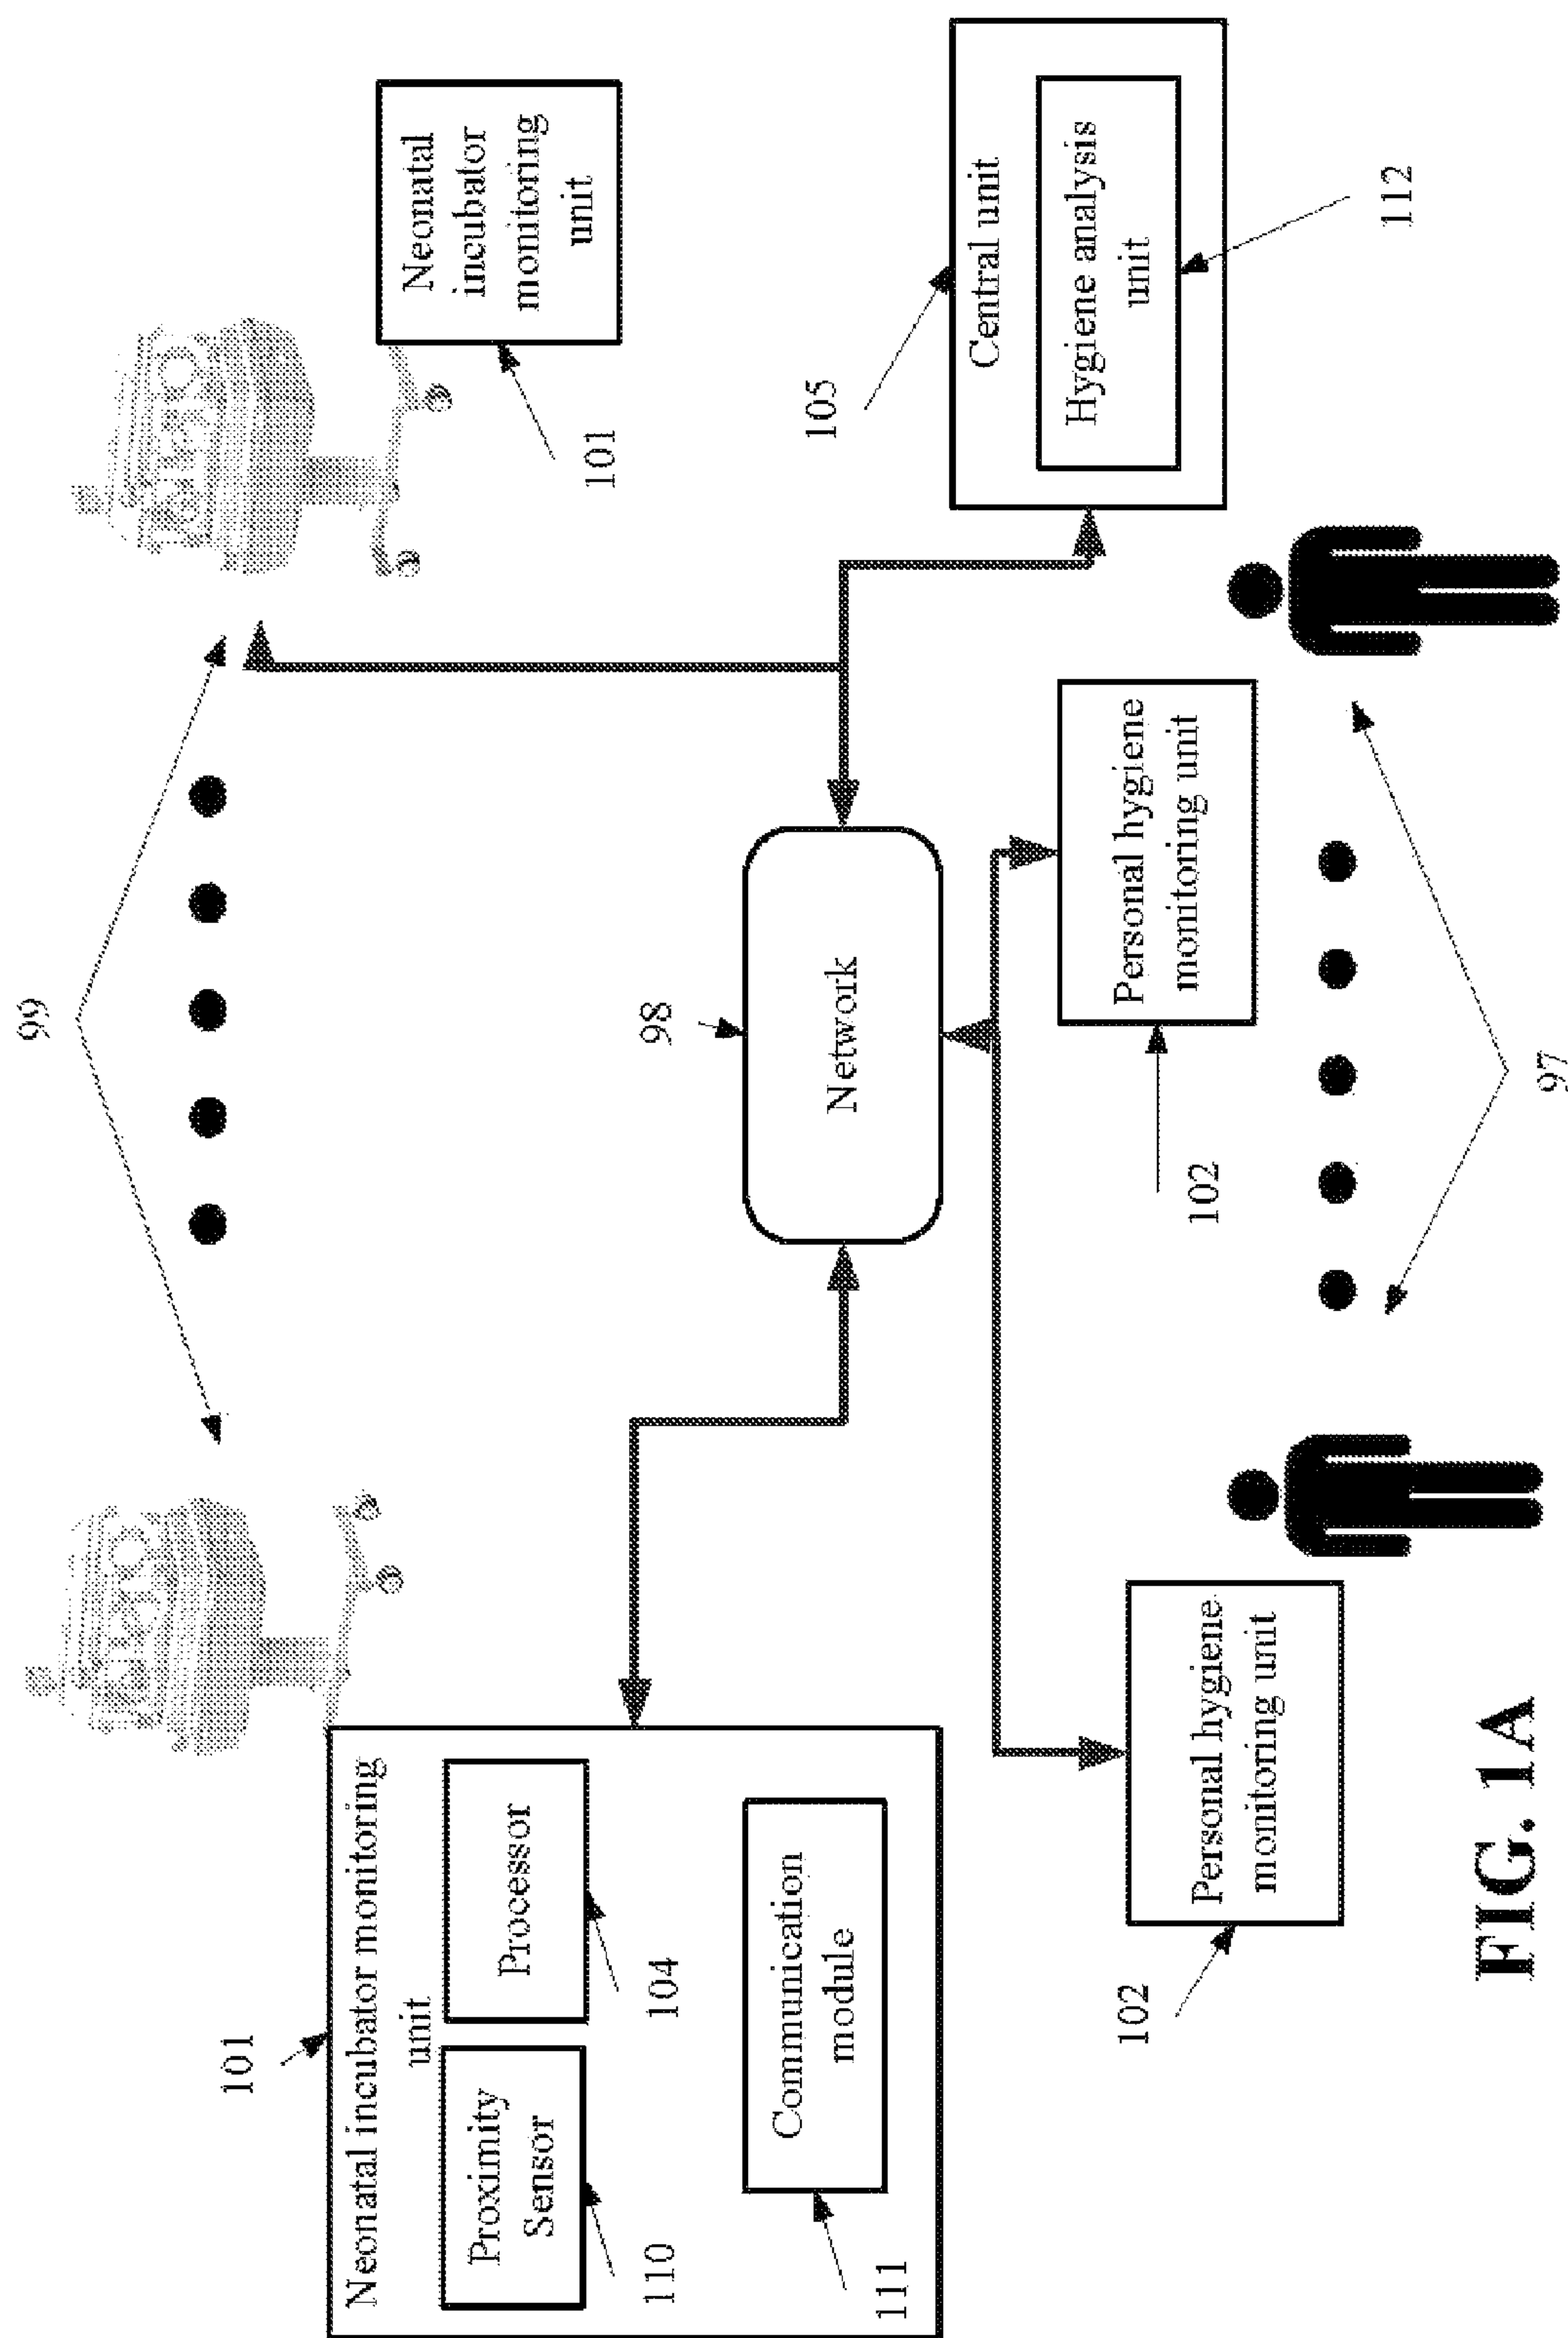 99
Neonatal
incubator
monitoring
unit
101
101
Neonatal incubator monitoring
unit
Proximity
Sensor
Processor
110
104
Communication
module
111
98
Network
105
Central unit
Hygiene analysis
unit
112
Personal hygiene
monitoring unit
102
Personal hygiene
monitoring unit
102
97
FIG. 1A